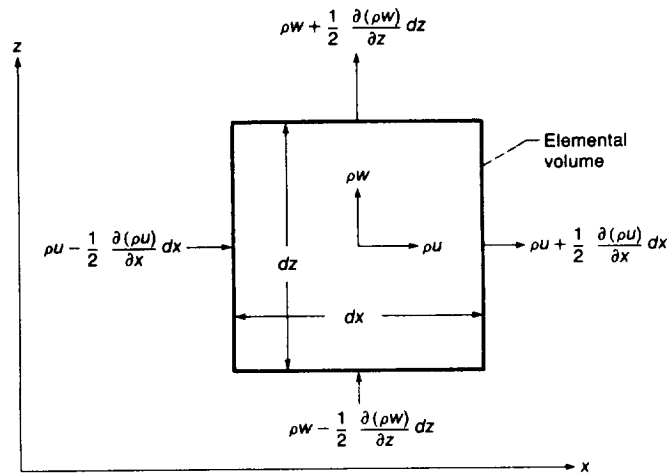 ρw + 1/2 ∂(ρw)/∂z dz
z
Elemental
volume
ρw
ρu − 1/2 ∂(ρu)/∂x dx
ρu
ρu + 1/2 ∂(ρu)/∂x dx
dz
dx
ρw − 1/2 ∂(ρw)/∂z dz
x